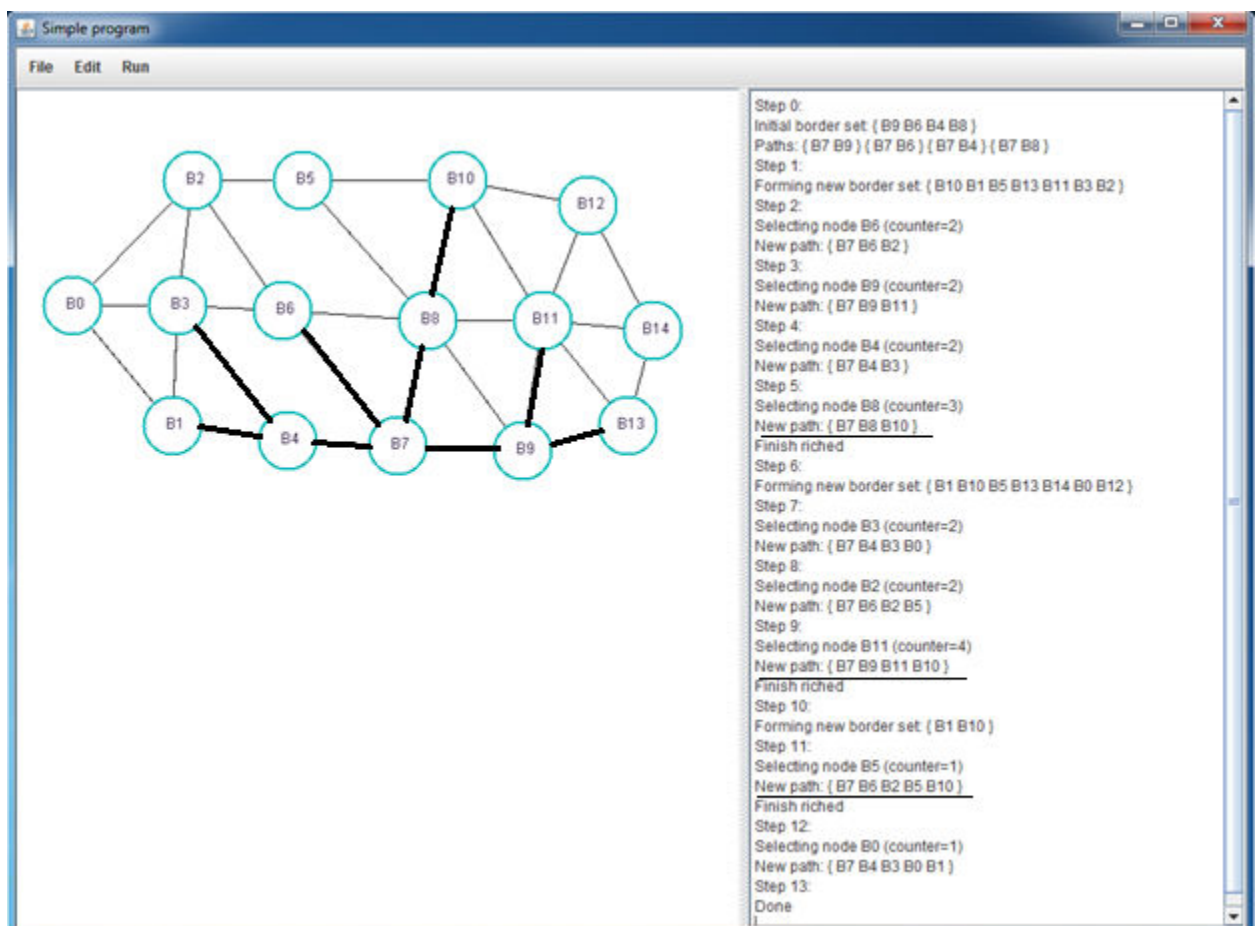 Simple program
File Edit Run
B2 B5 B10
B12
B0 B3 B6 B8 B11 B14
B1 B4 B7 B9 B13
Step 0:
Initial border set: { B9 B6 B4 B8 }
Paths: { B7 B9 } { B7 B6 } { B7 B4 } { B7 B8 }
Step 1:
Forming new border set: { B10 B1 B5 B13 B11 B3 B2 }
Step 2:
Selecting node B6 (counter=2)
New path: { B7 B6 B2 }
Step 3:
Selecting node B9 (counter=2)
New path: { B7 B9 B11 }
Step 4:
Selecting node B4 (counter=2)
New path: { B7 B4 B3 }
Step 5:
Selecting node B8 (counter=3)
New path: { B7 B8 B10 }
Finish riched
Step 6:
Forming new border set: { B1 B10 B5 B13 B14 B0 B12 }
Step 7:
Selecting node B3 (counter=2)
New path: { B7 B4 B3 B0 }
Step 8:
Selecting node B2 (counter=2)
New path: { B7 B6 B2 B5 }
Step 9:
Selecting node B11 (counter=4)
New path: { B7 B9 B11 B10 }
Finish riched
Step 10:
Forming new border set: { B1 B10 }
Step 11:
Selecting node B5 (counter=1)
New path: { B7 B6 B2 B5 B10 }
Finish riched
Step 12:
Selecting node B0 (counter=1)
New path: { B7 B4 B3 B0 B1 }
Step 13:
Done